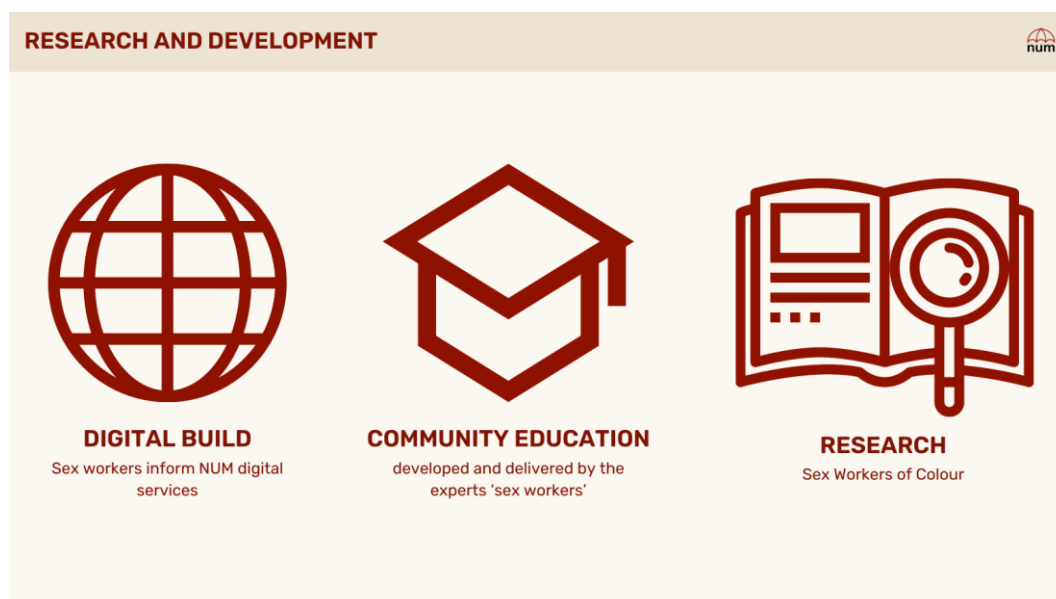 RESEARCH AND DEVELOPMENT
num
DIGITAL BUILD
Sex workers inform NUM digital
services
COMMUNITY EDUCATION
developed and delivered by the
experts ‘sex workers’
RESEARCH
Sex Workers of Colour